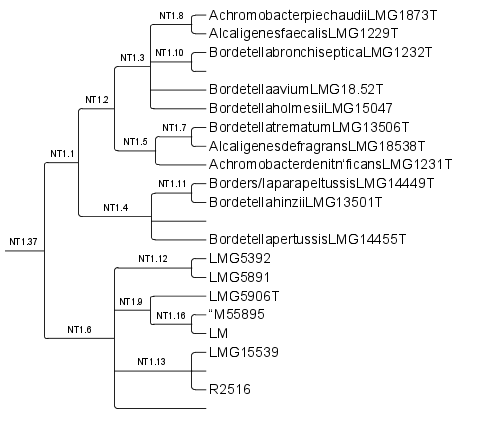 NT1.8
AchromobacterpiechaudiiLMG1873T
AlcaligenesfaecalisLMG1229T
NT1.3
NT1.10
BordetellabronchisepticaLMG1232T
BordetellaaviumLMG18.52T
NT1.2
BordetellaholmesiiLMG15047
NT1.7
BordetellatrematumLMG13506T
NT1.5
AlcaligenesdefragransLMG18538T
NT1.1
Achromobacterdenitn'ficansLMG1231T
NT1.11
Borders/laparapeltussisLMG14449T
BordetellahinziiLMG13501T
NT1.4
NT1.37
BordetellapertussisLMG14455T
NT1.12
LMG5392
LMG5891
NT1.9
LMG5906T
NT1.16
"M55895
NT1.6
LM
LMG15539
NT1.13
R2516